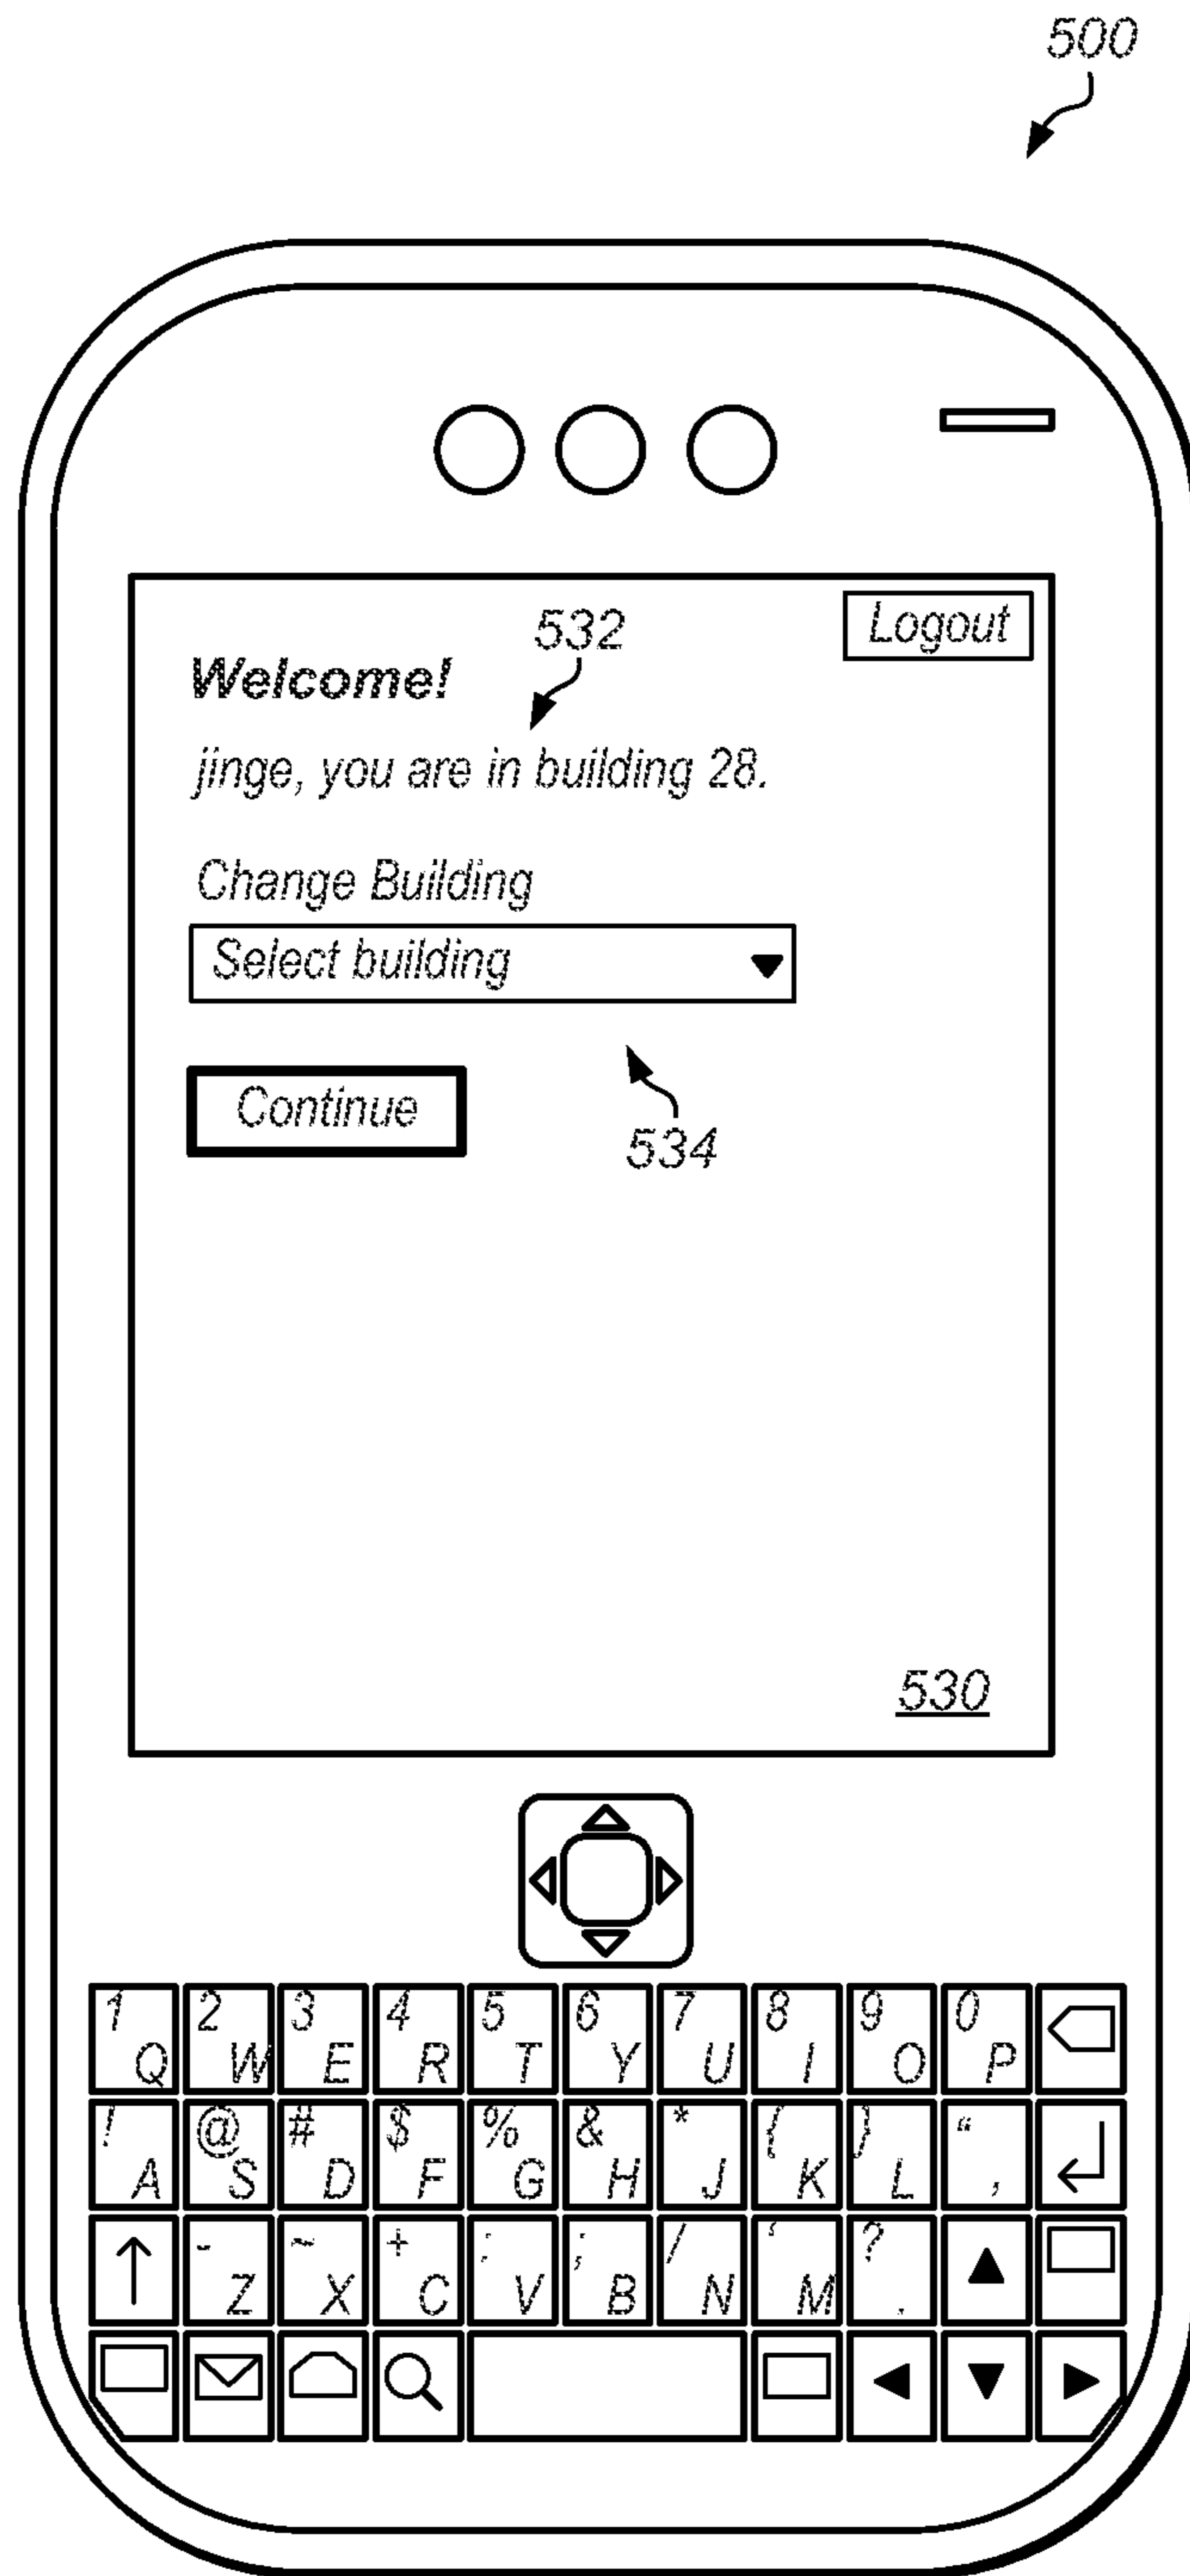 500
532
Logout
Welcome!
jinge, you are in building 28.
Change Building
Select building
Continue
534
530
1 Q 2 W 3 E 4 R 5 T 6 Y 7 U 8 I 9 O 0 P
! A @ S # D $ F % G & H * J { K } L “ ,
- Z ~ X + C : V ; B / N ‘ M ? .